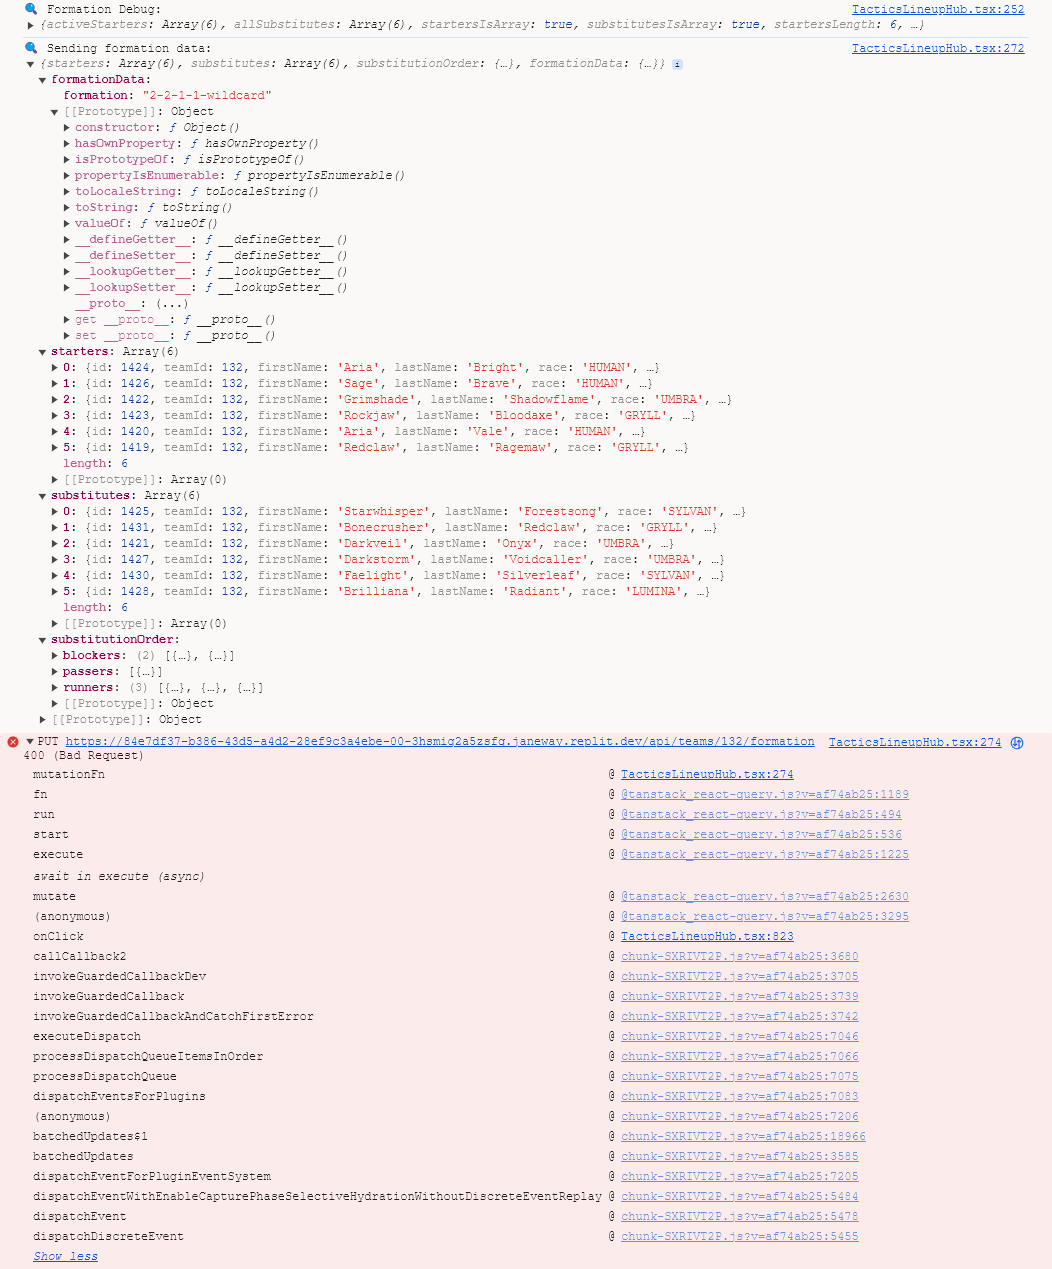 Formation Debug: TacticsLineupHub.tsx:252
{activeStarters: Array(6), allSubstitutes: Array(6), startersIsArray: true, substitutesIsArray: true, startersLength: 6, …}
Sending formation data: TacticsLineupHub.tsx:272
{starters: Array(6), substitutes: Array(6), substitutionOrder: {…}, formationData: {…}} i
formationData:
formation: "2-2-1-1-wildcard"
[[Prototype]]: Object
constructor: ƒ Object()
hasOwnProperty: ƒ hasOwnProperty()
isPrototypeOf: ƒ isPrototypeOf()
propertyIsEnumerable: ƒ propertyIsEnumerable()
toLocaleString: ƒ toLocaleString()
toString: ƒ toString()
valueOf: ƒ valueOf()
__defineGetter__: ƒ __defineGetter__()
__defineSetter__: ƒ __defineSetter__()
__lookupGetter__: ƒ __lookupGetter__()
__lookupSetter__: ƒ __lookupSetter__()
__proto__: (...)
get __proto__: ƒ __proto__()
set __proto__: ƒ __proto__()
starters: Array(6)
0: {id: 1424, teamId: 132, firstName: 'Aria', lastName: 'Bright', race: 'HUMAN', …}
1: {id: 1426, teamId: 132, firstName: 'Sage', lastName: 'Brave', race: 'HUMAN', …}
2: {id: 1422, teamId: 132, firstName: 'Grimshade', lastName: 'Shadowflame', race: 'UMBRA', …}
3: {id: 1423, teamId: 132, firstName: 'Rockjaw', lastName: 'Bloodaxe', race: 'GRYLL', …}
4: {id: 1420, teamId: 132, firstName: 'Aria', lastName: 'Vale', race: 'HUMAN', …}
5: {id: 1419, teamId: 132, firstName: 'Redclaw', lastName: 'Ragemaw', race: 'GRYLL', …}
length: 6
[[Prototype]]: Array(0)
substitutes: Array(6)
0: {id: 1425, teamId: 132, firstName: 'Starwhisper', lastName: 'Forestsong', race: 'SYLVAN', …}
1: {id: 1431, teamId: 132, firstName: 'Bonecrusher', lastName: 'Redclaw', race: 'GRYLL', …}
2: {id: 1421, teamId: 132, firstName: 'Darkveil', lastName: 'Onyx', race: 'UMBRA', …}
3: {id: 1427, teamId: 132, firstName: 'Darkstorm', lastName: 'Voidcaller', race: 'UMBRA', …}
4: {id: 1430, teamId: 132, firstName: 'Faelight', lastName: 'Silverleaf', race: 'SYLVAN', …}
5: {id: 1428, teamId: 132, firstName: 'Brilliana', lastName: 'Radiant', race: 'LUMINA', …}
length: 6
[[Prototype]]: Array(0)
substitutionOrder:
blockers: (2) [{…}, {…}]
passers: [{…}]
runners: (3) [{…}, {…}, {…}]
[[Prototype]]: Object
[[Prototype]]: Object
PUT https://84e7df37-b386-43d5-a4d2-28ef9c3a4ebe-00-3hsmig2a5zsfq.janeway.replit.dev/api/teams/132/formation TacticsLineupHub.tsx:274
400 (Bad Request)
mutationFn @ TacticsLineupHub.tsx:274
fn @ @tanstack_react-query.js?v=af74ab25:1189
run @ @tanstack_react-query.js?v=af74ab25:494
start @ @tanstack_react-query.js?v=af74ab25:536
execute @ @tanstack_react-query.js?v=af74ab25:1225
await in execute (async)
mutate @ @tanstack_react-query.js?v=af74ab25:2630
(anonymous) @ @tanstack_react-query.js?v=af74ab25:3295
onClick @ TacticsLineupHub.tsx:823
callCallback2 @ chunk-SXRIVT2P.js?v=af74ab25:3680
invokeGuardedCallbackDev @ chunk-SXRIVT2P.js?v=af74ab25:3705
invokeGuardedCallback @ chunk-SXRIVT2P.js?v=af74ab25:3739
invokeGuardedCallbackAndCatchFirstError @ chunk-SXRIVT2P.js?v=af74ab25:3742
executeDispatch @ chunk-SXRIVT2P.js?v=af74ab25:7046
processDispatchQueueItemsInOrder @ chunk-SXRIVT2P.js?v=af74ab25:7066
processDispatchQueue @ chunk-SXRIVT2P.js?v=af74ab25:7075
dispatchEventsForPlugins @ chunk-SXRIVT2P.js?v=af74ab25:7083
(anonymous) @ chunk-SXRIVT2P.js?v=af74ab25:7206
batchedUpdates$1 @ chunk-SXRIVT2P.js?v=af74ab25:18966
batchedUpdates @ chunk-SXRIVT2P.js?v=af74ab25:3585
dispatchEventForPluginEventSystem @ chunk-SXRIVT2P.js?v=af74ab25:7205
dispatchEventWithEnableCapturePhaseSelectiveHydrationWithoutDiscreteEventReplay @ chunk-SXRIVT2P.js?v=af74ab25:5484
dispatchEvent @ chunk-SXRIVT2P.js?v=af74ab25:5478
dispatchDiscreteEvent @ chunk-SXRIVT2P.js?v=af74ab25:5455
Show less